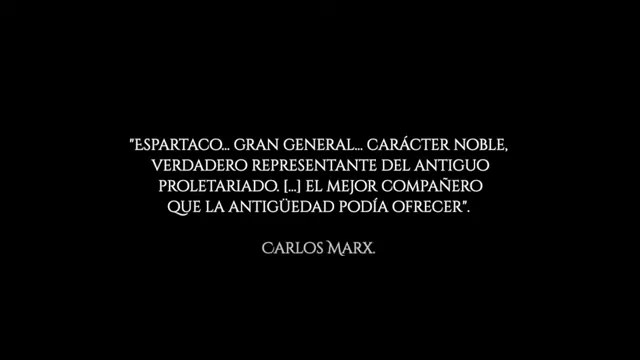 "Espartaco... gran general... carácter noble,
verdadero representante del antiguo
proletariado. [...] el mejor compañero
que la antigüedad podía ofrecer".
Carlos Marx.